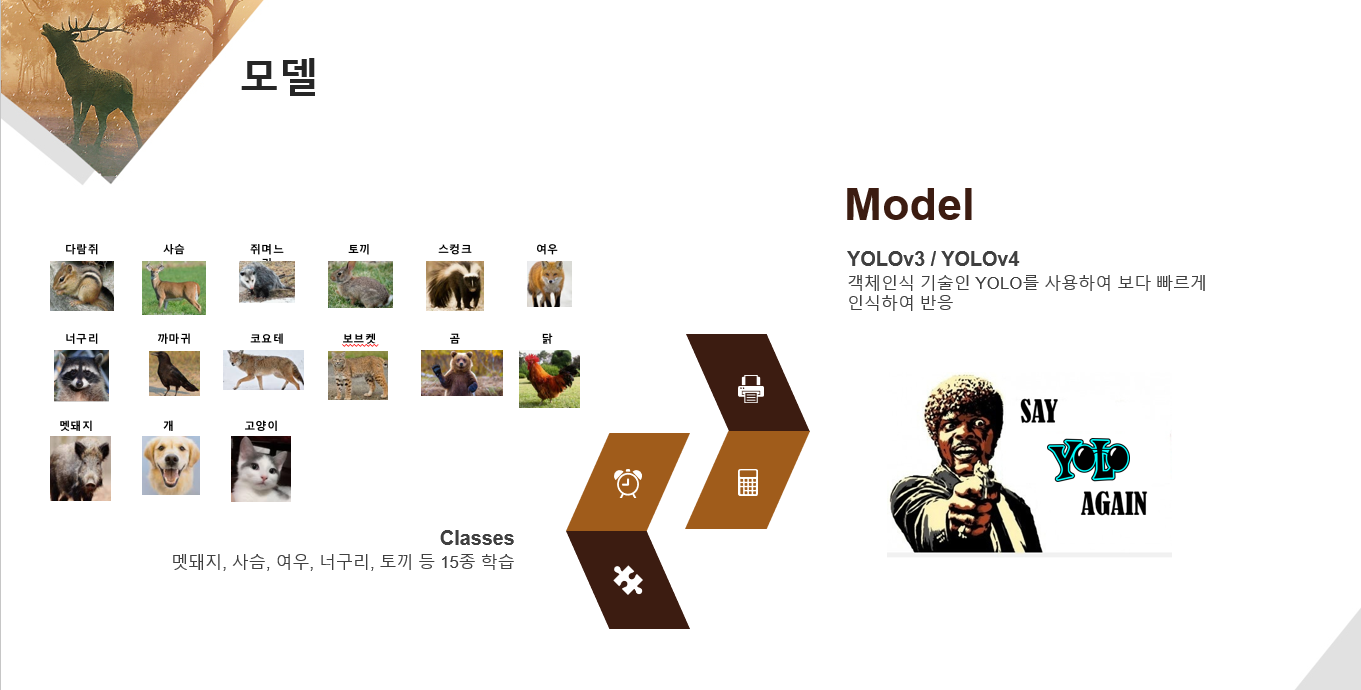 모델
다람쥐
사슴
쥐며느
토끼
스컹크
여우
너구리
까마귀
코요테
보브켓
곰
닭
멧돼지
개
고양이
Classes
멧돼지, 사슴, 여우, 너구리, 토끼 등 15종 학습
Model
YOLOv3 / YOLOv4
객체인식 기술인 YOLO를 사용하여 보다 빠르게
인식하여 반응
SAY
YOLO
AGAIN